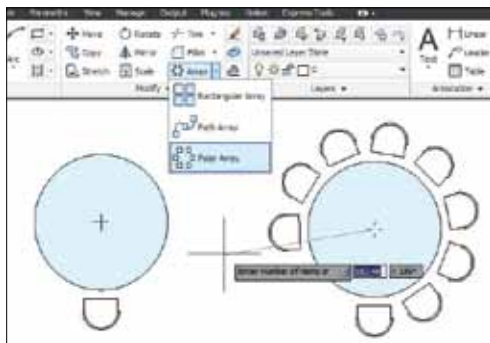 Parametric View Manage Output Plug-ins Online Express Tools
Move Rotate Trim
Copy Mirror Fillet Unsaved Layer State
Stretch Scale Array
Modify Layers
A Text
Linear
Leader
Table
Annotation
Rectangular Array
Path Array
Polar Array
Enter number of items or